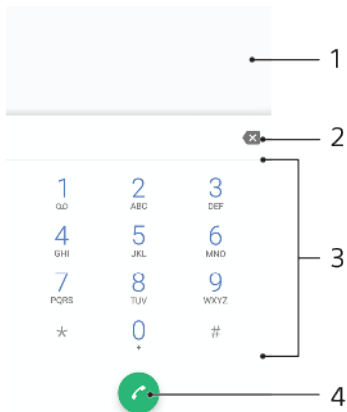 1
2
1 2 3
ABC DEF
4 5 6
GHI JKL MNO
3
7 8 9
PQRS TUV WXYZ
* 0 #
+
4